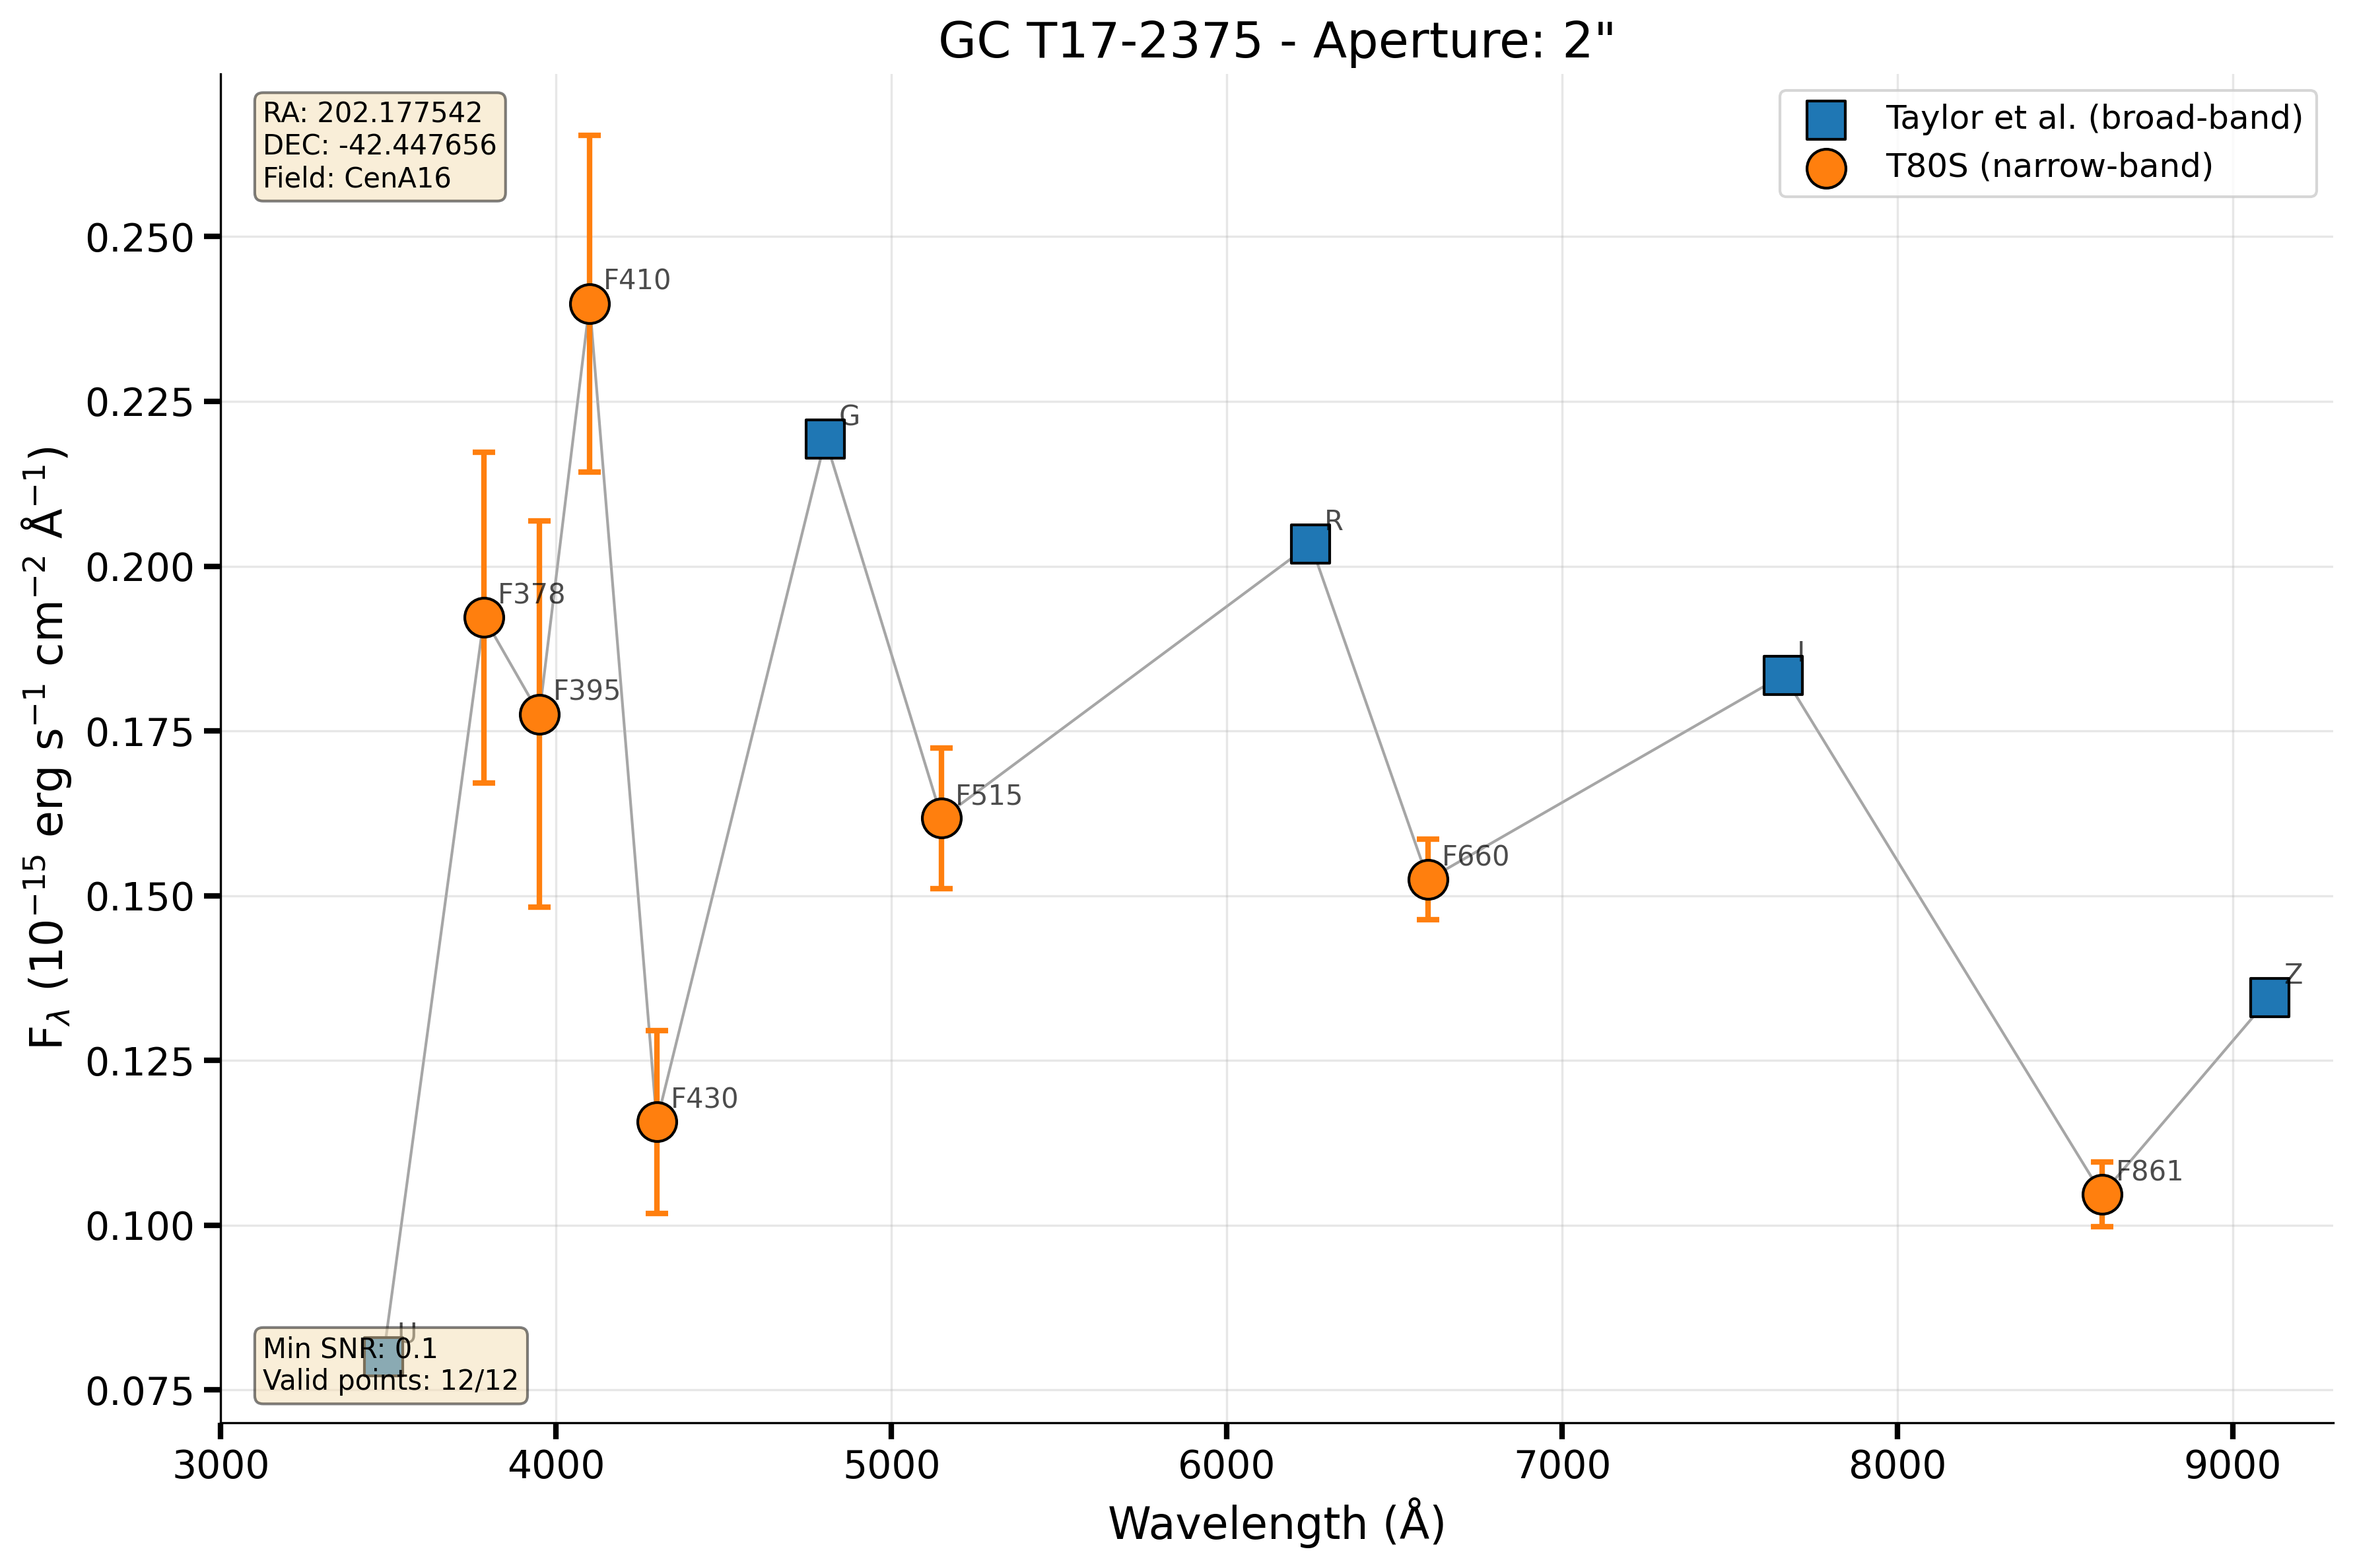 GC T17-2375 - Aperture: 2"
RA: 202.177542
DEC: -42.447656
Field: CenA16
Taylor et al. (broad-band)
T80S (narrow-band)
F410
G
R
F378
I
F395
F515
F660
Z
F430
F861
U
Min SNR: 0.1
Valid points: 12/12
0.250
0.225
0.200
0.175
0.150
0.125
0.100
0.075
F_λ (10⁻¹⁵ erg s⁻¹ cm⁻² Å⁻¹)
3000 4000 5000 6000 7000 8000 9000
Wavelength (Å)